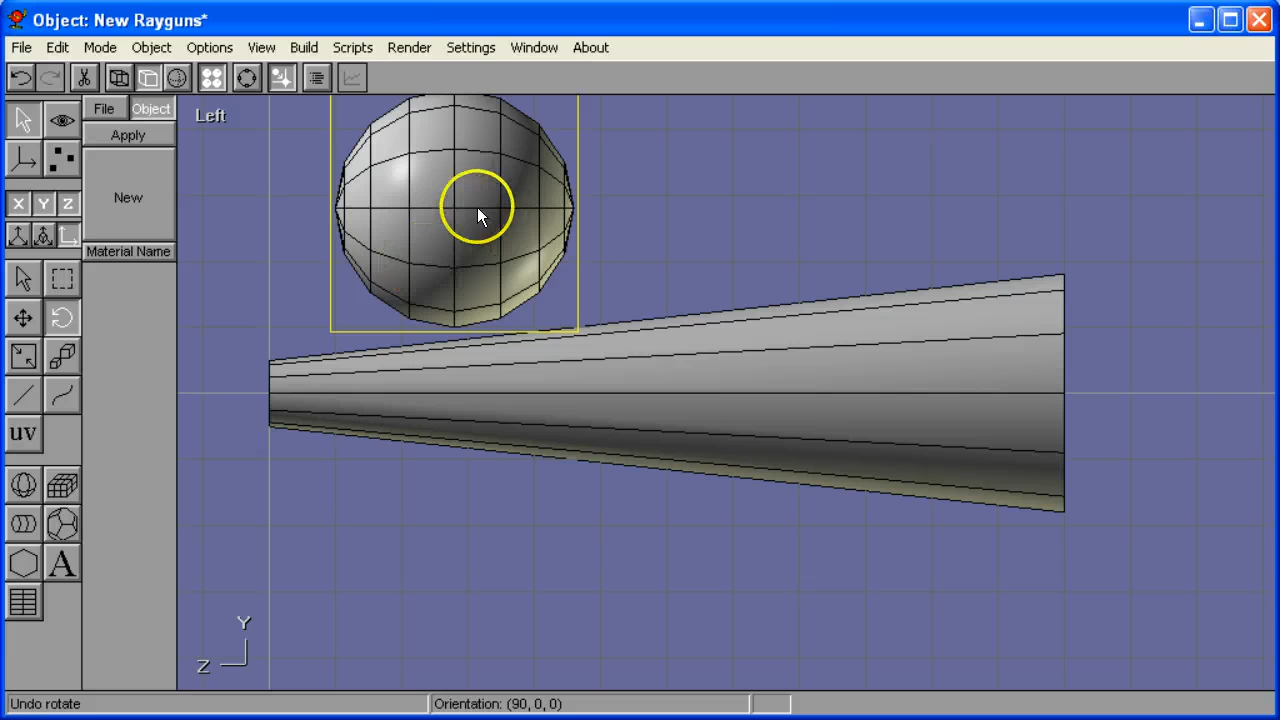 Object: New Rayguns*
File Edit Mode Object Options View Build Scripts Render Settings Window About
File Object
Apply
New
Material Name
X Y Z
uv
A
Left
Y
Z
Undo rotate
Orientation: (90, 0, 0)